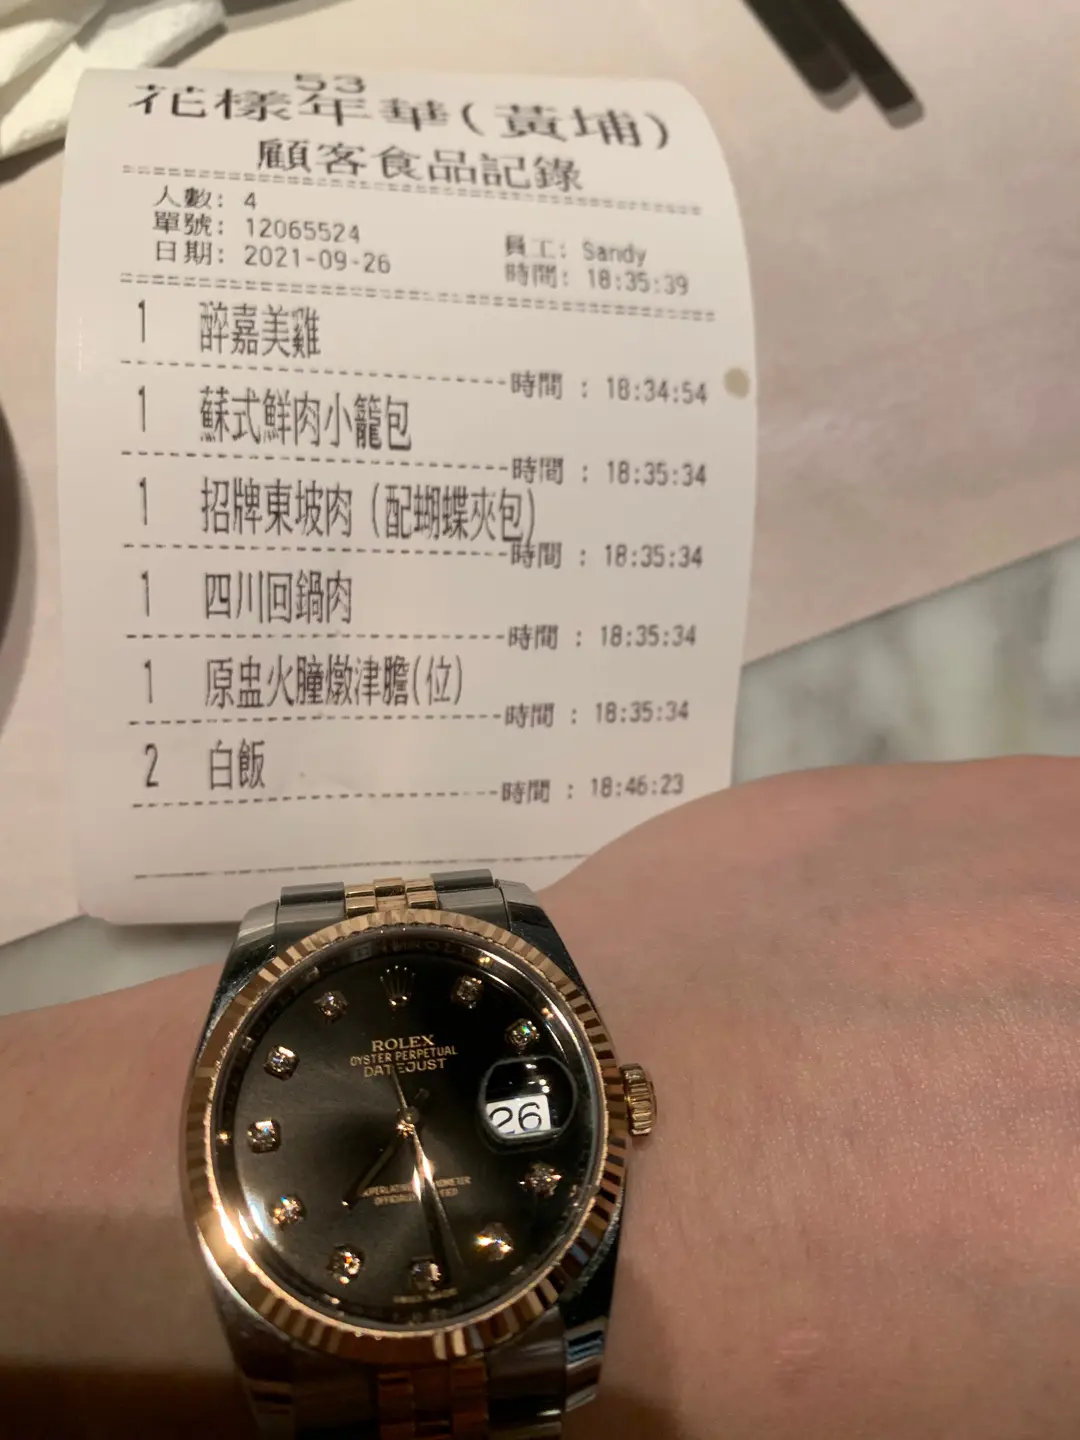 53
花樣年華(黃埔)
顧客食品記錄
人數: 4
單號: 12065524
員工: Sandy
日期: 2021-09-26
時間: 18:35:39
1 醉嘉美雞
時間 : 18:34:54
1 蘇式鮮肉小籠包
時間 : 18:35:34
1 招牌東坡肉 (配蝴蝶夾包)
時間 : 18:35:34
1 四川回鍋肉
時間 : 18:35:34
1 原盅火朣燉津膽(位)
時間 : 18:35:34
2 白飯
時間 : 18:46:23
ROLEX
OYSTER PERPETUAL
DATEJUST
26